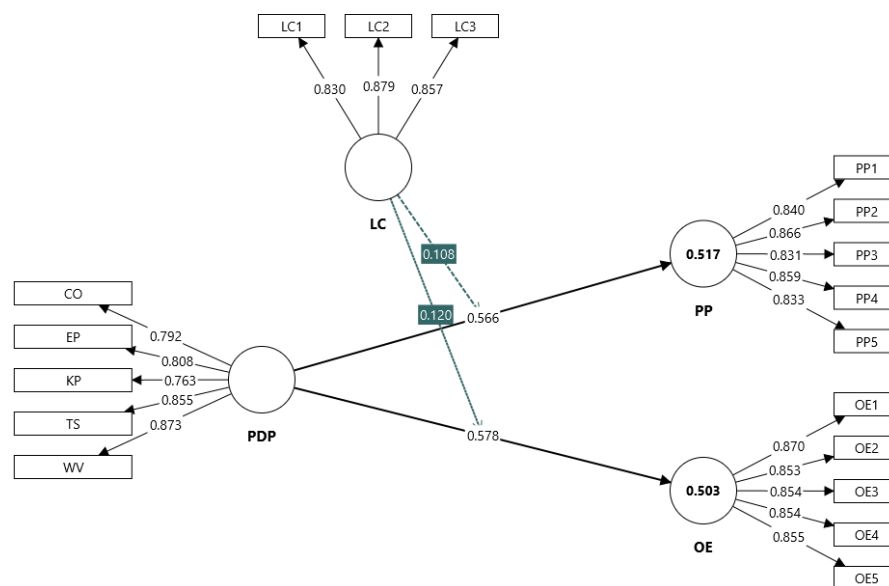 LC1
LC2
LC3
0.830
0.879
0.857
LC
0.108
0.120
0.566
0.578
CO
EP
KP
TS
WV
0.792
0.808
0.763
0.855
0.873
PDP
0.517
PP
0.840
0.866
0.831
0.859
0.833
PP1
PP2
PP3
PP4
PP5
0.503
OE
0.870
0.853
0.854
0.854
0.855
OE1
OE2
OE3
OE4
OE5